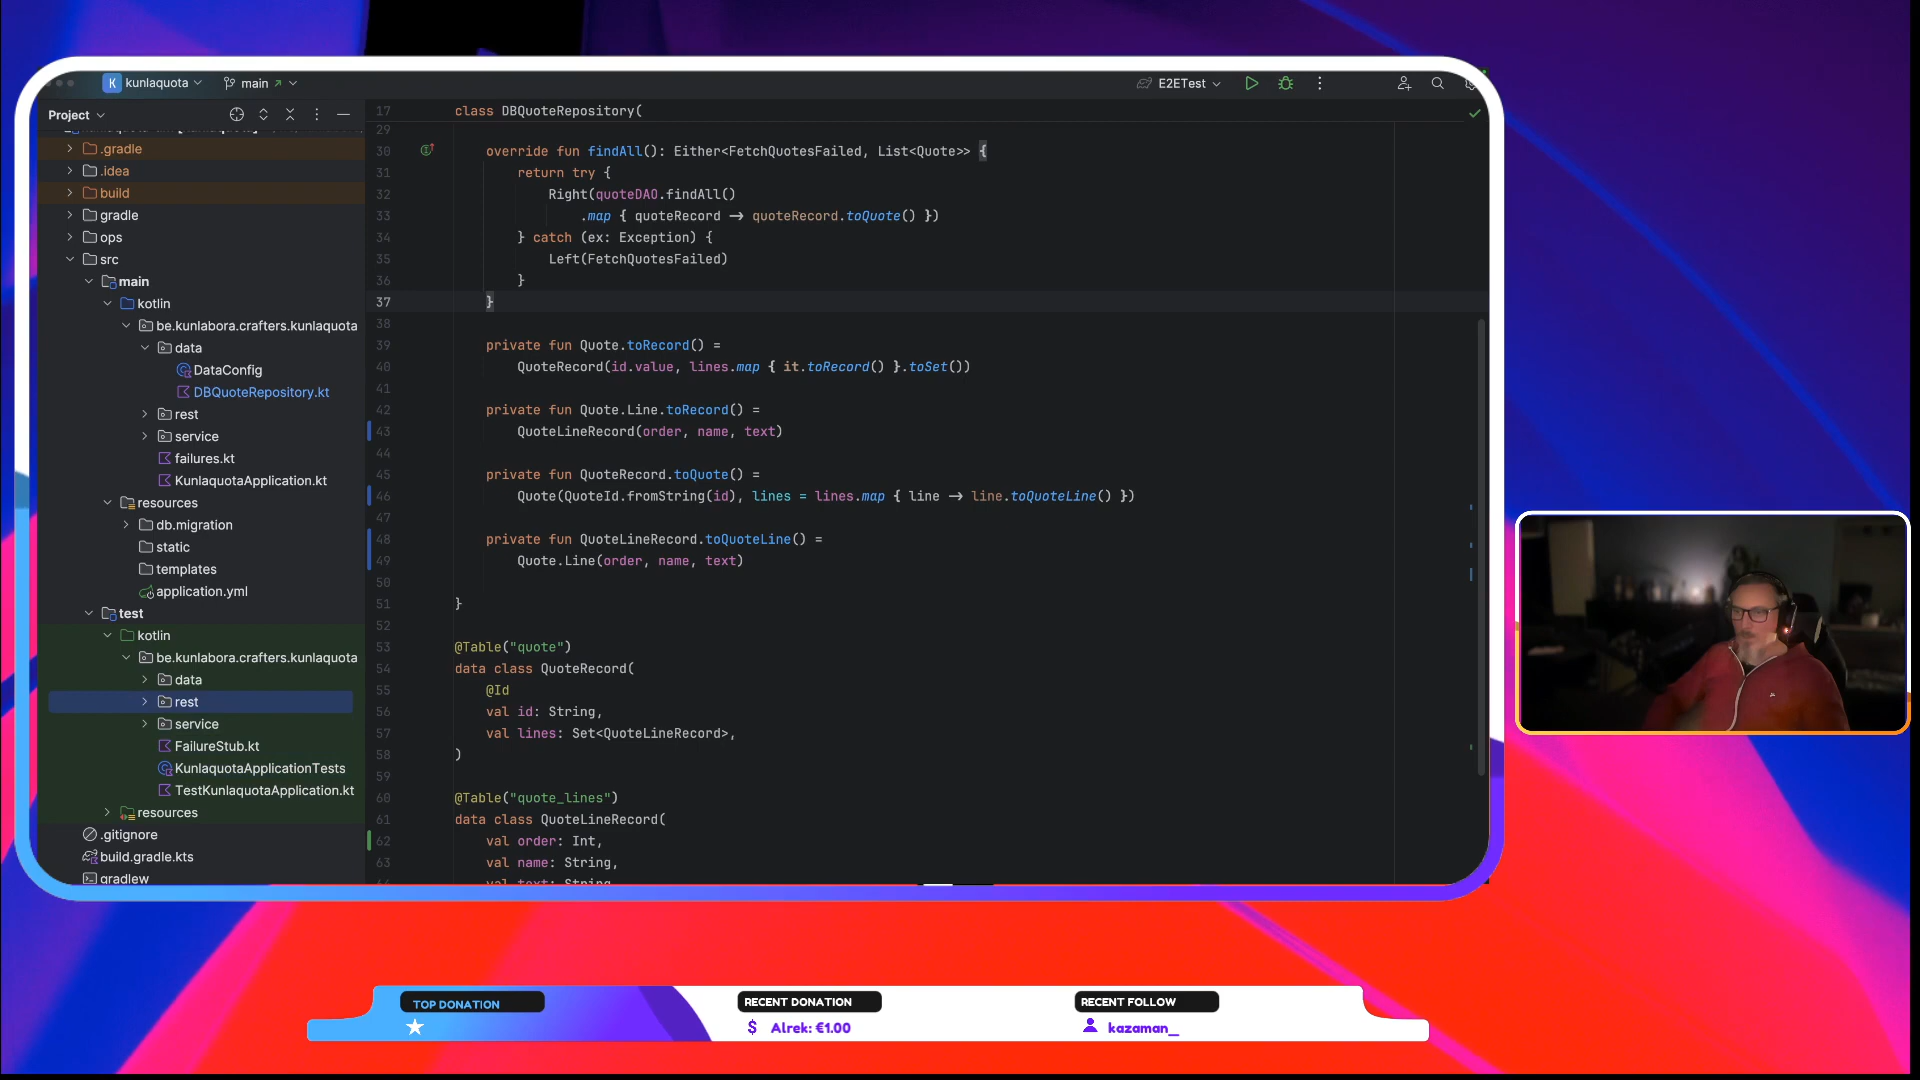 K kunlaquota
main
E2ETest
Project
.gradle
.idea
build
gradle
ops
src
main
kotlin
be.kunlabora.crafters.kunlaquota
data
DataConfig
DBQuoteRepository.kt
rest
service
failures.kt
KunlaquotaApplication.kt
resources
db.migration
static
templates
application.yml
test
kotlin
be.kunlabora.crafters.kunlaquota
data
rest
service
FailureStub.kt
KunlaquotaApplicationTests
TestKunlaquotaApplication.kt
resources
.gitignore
build.gradle.kts
gradlew
17 class DBQuoteRepository(
29
30 override fun findAll(): Either<FetchQuotesFailed, List<Quote>> {
31 return try {
32 Right(quoteDAO.findAll()
33 .map { quoteRecord → quoteRecord.toQuote() })
34 } catch (ex: Exception) {
35 Left(FetchQuotesFailed)
36 }
37 }
38
39 private fun Quote.toRecord() =
40 QuoteRecord(id.value, lines.map { it.toRecord() }.toSet())
41
42 private fun Quote.Line.toRecord() =
43 QuoteLineRecord(order, name, text)
44
45 private fun QuoteRecord.toQuote() =
46 Quote(QuoteId.fromString(id), lines = lines.map { line → line.toQuoteLine() })
47
48 private fun QuoteLineRecord.toQuoteLine() =
49 Quote.Line(order, name, text)
50
51 }
52
53 @Table("quote")
54 data class QuoteRecord(
55 @Id
56 val id: String,
57 val lines: Set<QuoteLineRecord>,
58 )
59
60 @Table("quote_lines")
61 data class QuoteLineRecord(
62 val order: Int,
63 val name: String,
TOP DONATION
RECENT DONATION
$ Alrek: €1.00
RECENT FOLLOW
kazaman__